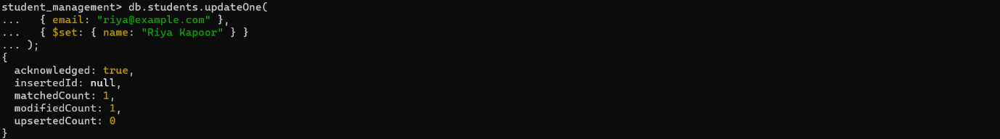 student_management> db.students.updateOne(
...   { email: "riya@example.com" },
...   { $set: { name: "Riya Kapoor" } }
... );
{
  acknowledged: true,
  insertedId: null,
  matchedCount: 1,
  modifiedCount: 1,
  upsertedCount: 0
}